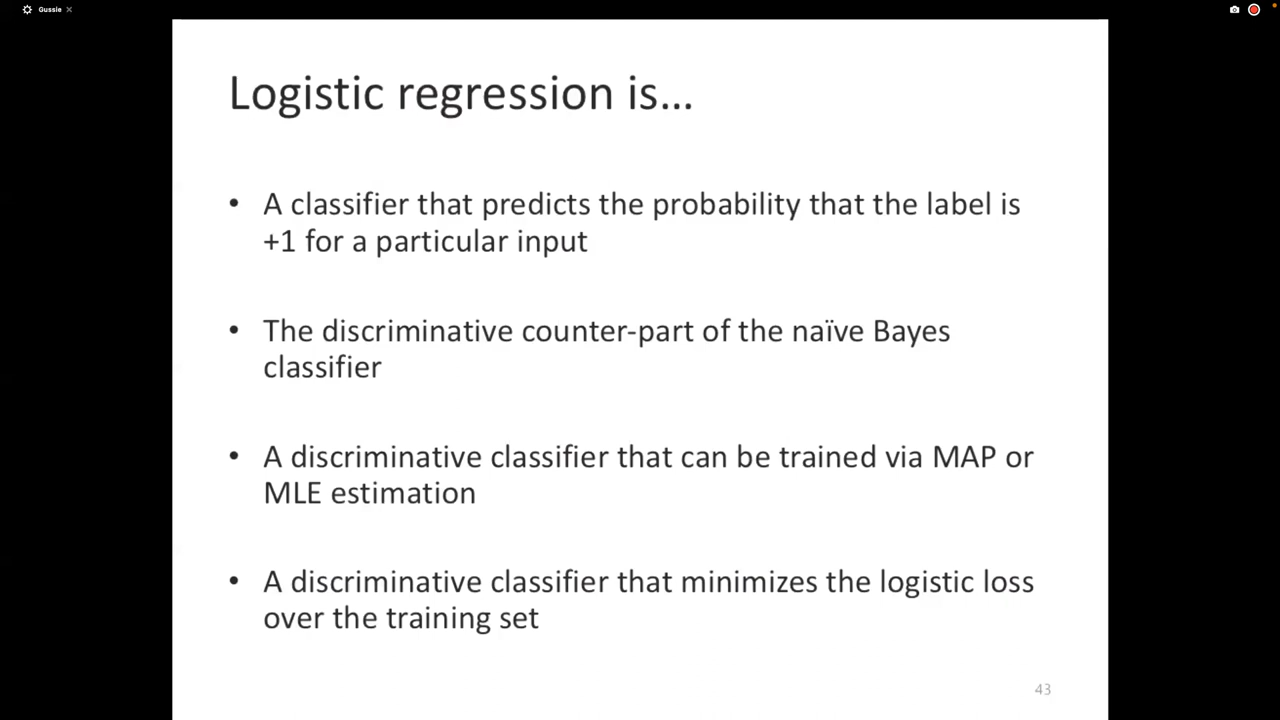 Gussie
Logistic regression is…
• A classifier that predicts the probability that the label is
+1 for a particular input
• The discriminative counter-part of the naïve Bayes
classifier
• A discriminative classifier that can be trained via MAP or
MLE estimation
• A discriminative classifier that minimizes the logistic loss
over the training set
43